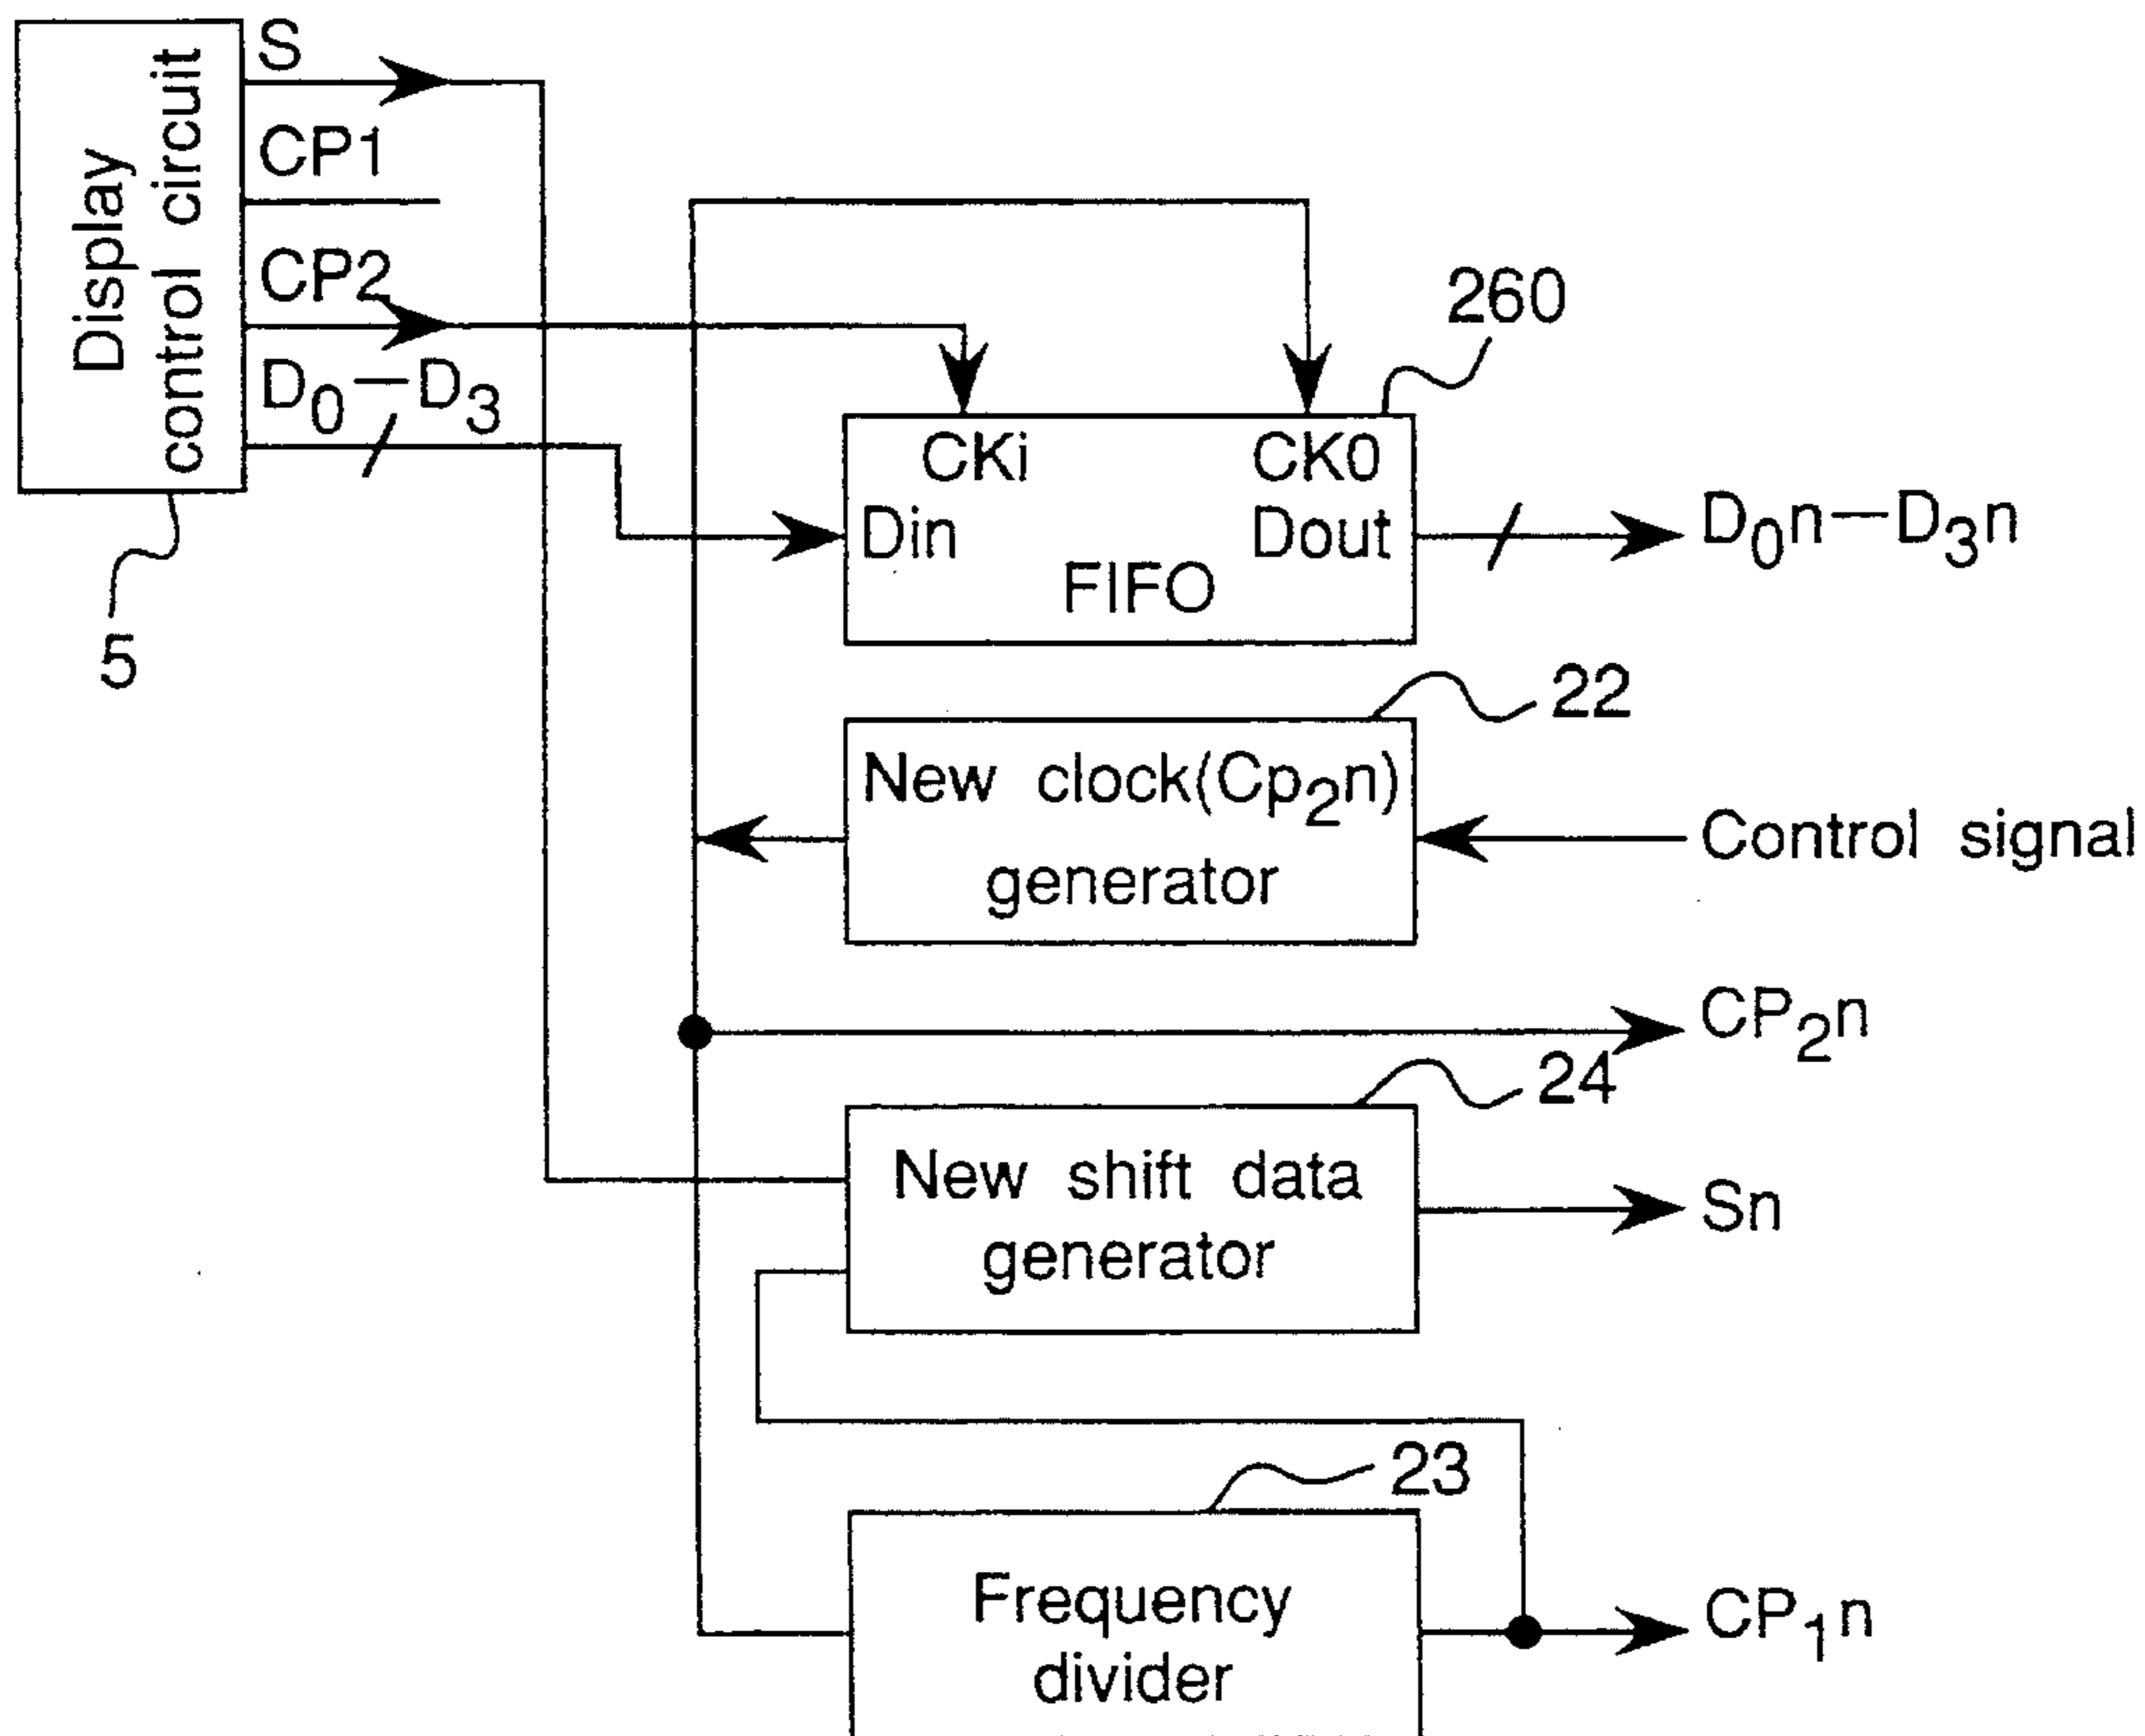 Display
control circuit
S
CP1
CP2
D0—D3
5
260
CKi CK0
Din Dout
FIFO
D0n—D3n
22
New clock(Cp2n)
generator
Control signal
CP2n
24
New shift data
generator
Sn
23
Frequency
divider
CP1n